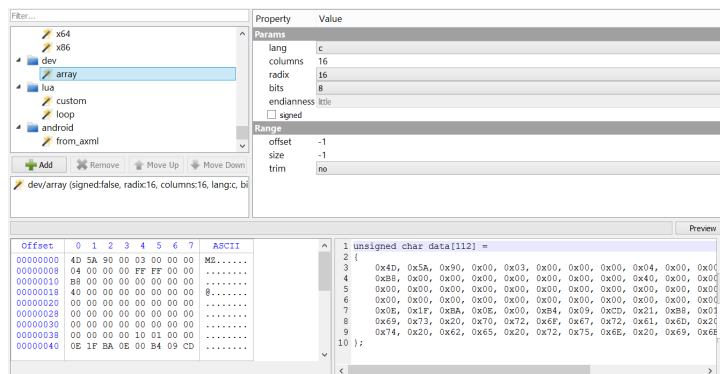 Filter...
x64
x86
dev
array
lua
custom
loop
android
from_axml
Add Remove Move Up Move Down
dev/array (signed:false, radix:16, columns:16, lang:c, bi
Property Value
Params
lang c
columns 16
radix 16
bits 8
endianness little
signed
Range
offset -1
size -1
trim no
Preview
Offset 0 1 2 3 4 5 6 7 ASCII
00000000 4D 5A 90 00 03 00 00 00 MZ......
00000008 04 00 00 00 FF FF 00 00 ........
00000010 B8 00 00 00 00 00 00 00 ........
00000018 40 00 00 00 00 00 00 00 @.......
00000020 00 00 00 00 00 00 00 00 ........
00000028 00 00 00 00 00 00 00 00 ........
00000030 00 00 00 00 00 00 00 00 ........
00000038 00 00 00 00 10 01 00 00 ........
00000040 0E 1F BA 0E 00 B4 09 CD ........
1 unsigned char data[112] =
2 {
3 0x4D, 0x5A, 0x90, 0x00, 0x03, 0x00, 0x00, 0x00, 0x04, 0x00, 0x00
4 0xB8, 0x00, 0x00, 0x00, 0x00, 0x00, 0x00, 0x00, 0x40, 0x00, 0x00
5 0x00, 0x00, 0x00, 0x00, 0x00, 0x00, 0x00, 0x00, 0x00, 0x00, 0x00
6 0x00, 0x00, 0x00, 0x00, 0x00, 0x00, 0x00, 0x00, 0x00, 0x00, 0x00
7 0x0E, 0x1F, 0xBA, 0x0E, 0x00, 0xB4, 0x09, 0xCD, 0x21, 0xB8, 0x01
8 0x69, 0x73, 0x20, 0x70, 0x72, 0x6F, 0x67, 0x72, 0x61, 0x6D, 0x20
9 0x74, 0x20, 0x62, 0x65, 0x20, 0x72, 0x75, 0x6E, 0x20, 0x69, 0x6E
10 };